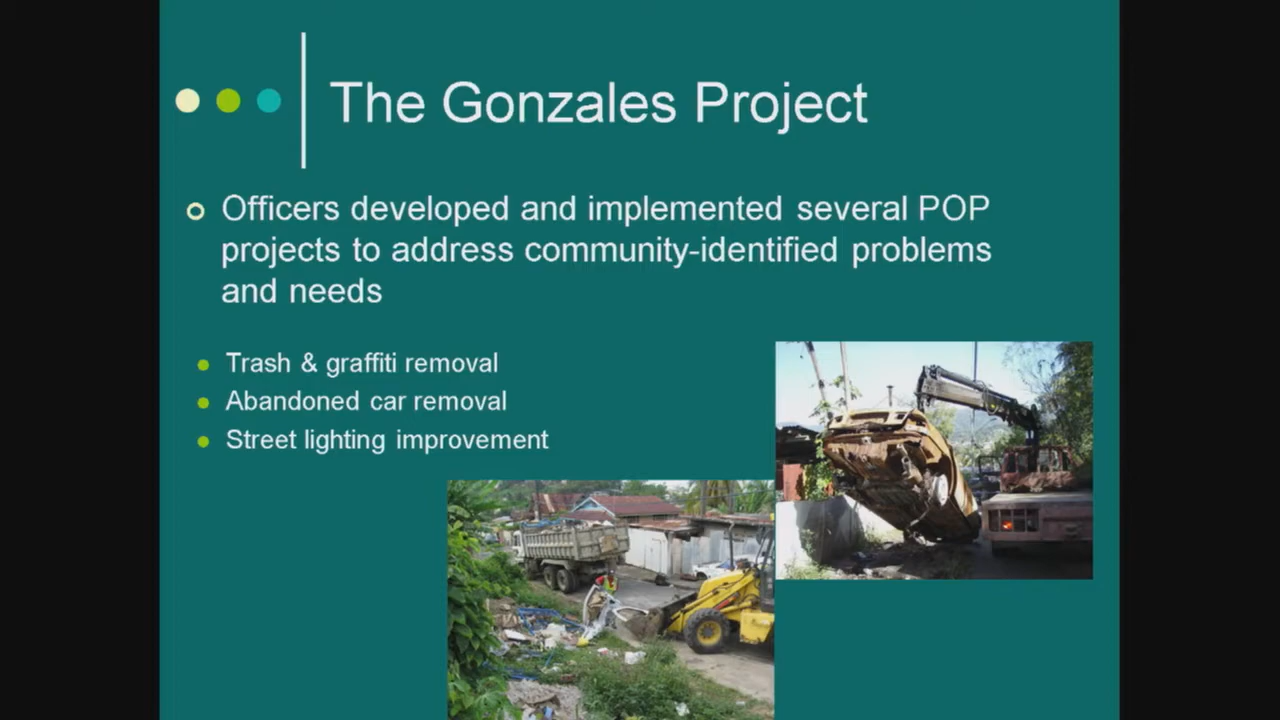 The Gonzales Project
Officers developed and implemented several POP
projects to address community-identified problems
and needs
Trash & graffiti removal
Abandoned car removal
Street lighting improvement